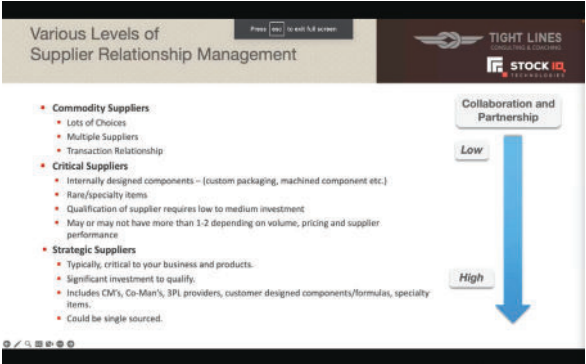 Various Levels of
Supplier Relationship Management
Press esc to exit full screen
TIGHT LINES
CONSULTING & COACHING
STOCK IQ
TECHNOLOGIES
Collaboration and
Partnership
Low
High
• Commodity Suppliers
• Lots of Choices
• Multiple Suppliers
• Transaction Relationship
• Critical Suppliers
• Internally designed components – (custom packaging, machined component etc.)
• Rare/specialty items
• Qualification of supplier requires low to medium investment
• May or may not have more than 1-2 depending on volume, pricing and supplier
performance
• Strategic Suppliers
• Typically, critical to your business and products.
• Significant investment to qualify.
• Includes CM's, Co-Man's, 3PL providers, customer designed components/formulas, specialty
items.
• Could be single sourced.